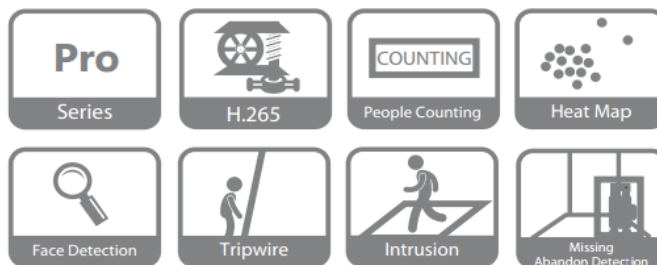 Pro
Series
H.265
COUNTING
People Counting
Heat Map
Face Detection
Tripwire
Intrusion
Missing
Abandon Detection